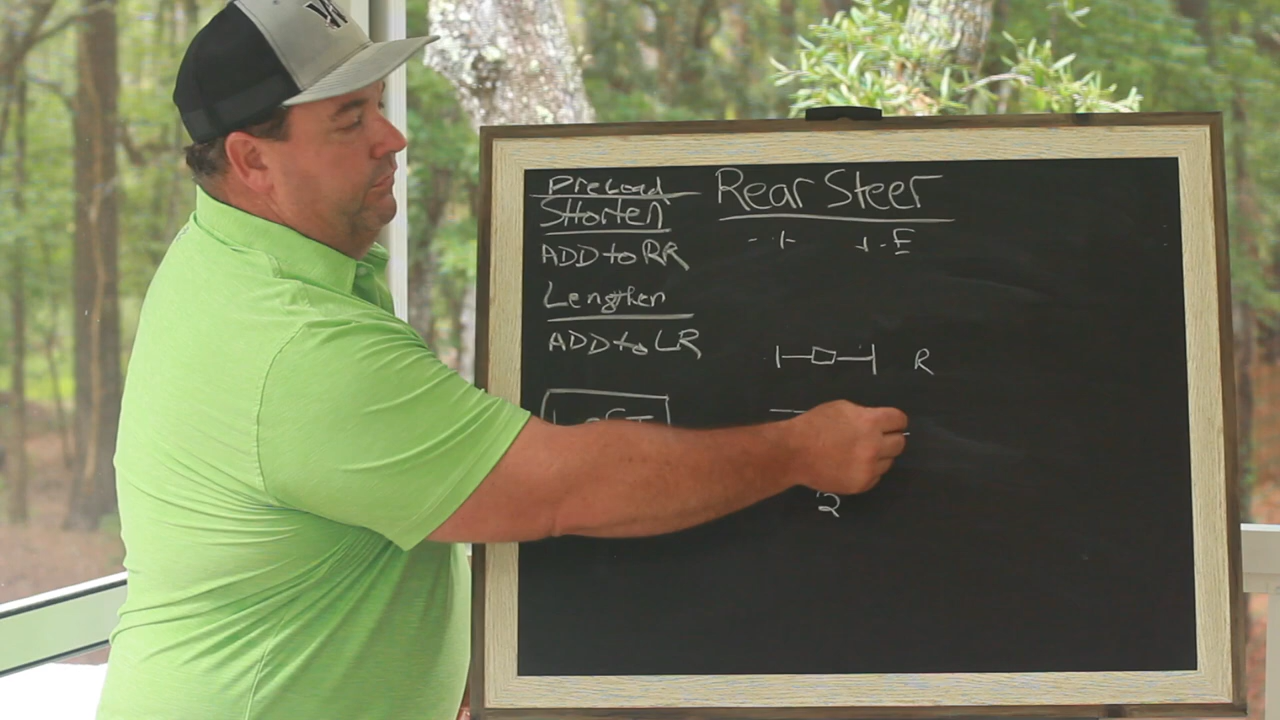 Preload
Shorten
ADD to RR
Lengthen
ADD to LR
Rear Steer
F
R
2